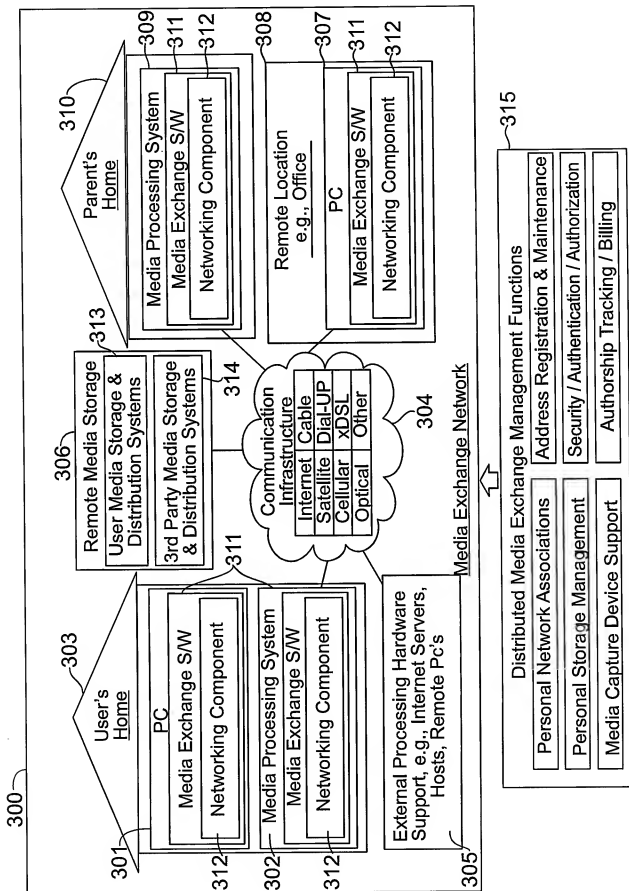 300
303
User's
Home
PC
Media Exchange S/W
Networking Component
Media Processing System
Media Exchange S/W
Networking Component
301
312
302
312
311
External Processing Hardware
Support, e.g., Internet Servers,
Hosts, Remote Pc's
305
306
Remote Media Storage
User Media Storage &
Distribution Systems
3rd Party Media Storage
& Distribution Systems
313
314
Communication
Infrastructure
Internet
Cable
Satellite
Dial-UP
Cellular
xDSL
Optical
Other
304
Media Exchange Network
310
Parent's
Home
Media Processing System
Media Exchange S/W
Networking Component
309
311
312
308
Remote Location
e.g., Office
307
PC
Media Exchange S/W
Networking Component
311
312
315
Distributed Media Exchange Management Functions
Personal Network Associations
Address Registration & Maintenance
Personal Storage Management
Security / Authentication / Authorization
Media Capture Device Support
Authorship Tracking / Billing